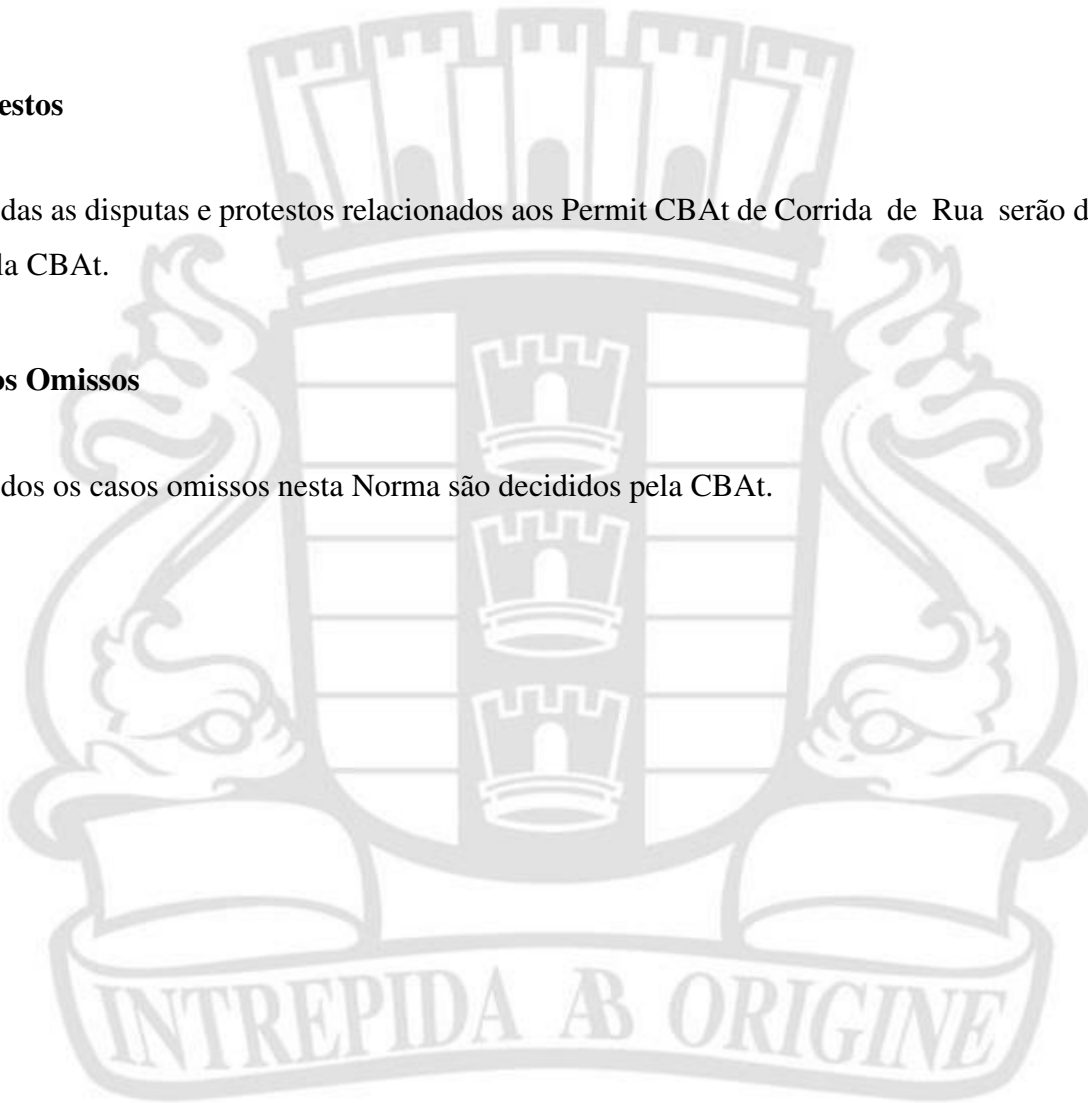 estos
das as disputas e protestos relacionados aos Permit CBAt de Corrida de Rua serão d
la CBAt.
os Omissos
dos os casos omissos nesta Norma são decididos pela CBAt.
INTREPIDA AB ORIGINE